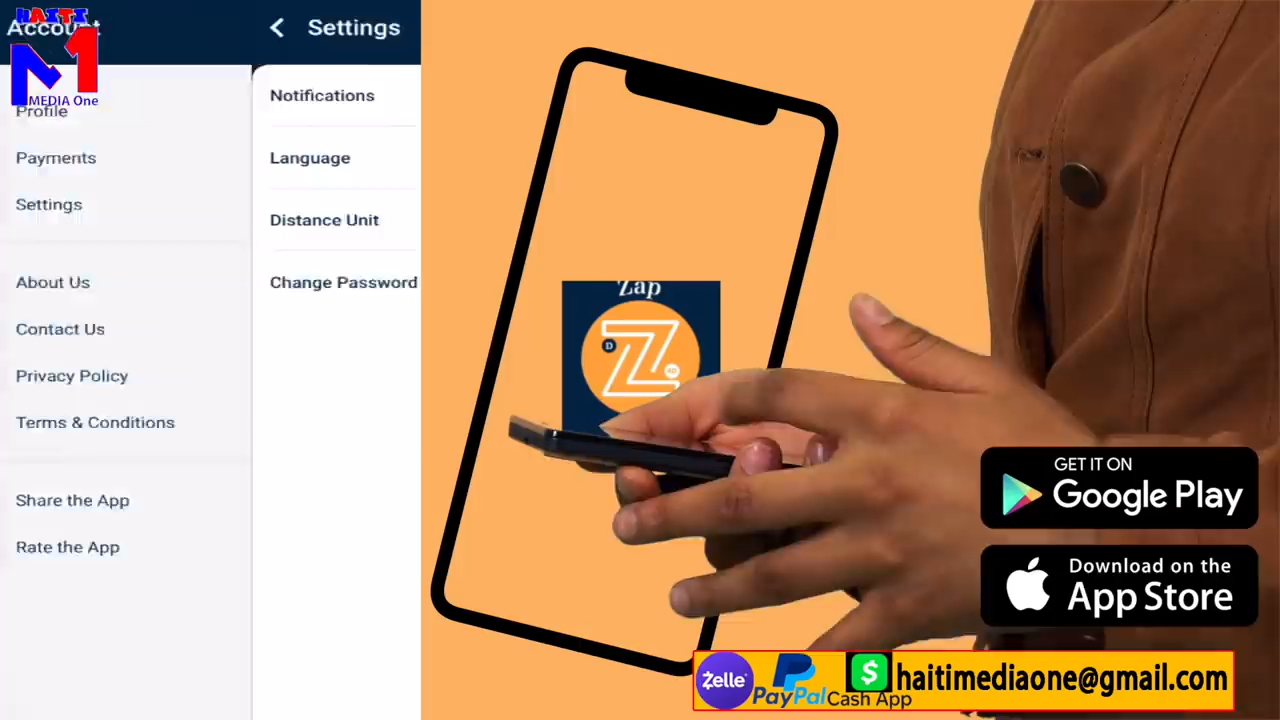 HAITI
M1
MEDIA One
Account
Profile
Payments
Settings
About Us
Contact Us
Privacy Policy
Terms & Conditions
Share the App
Rate the App
Settings
Notifications
Language
Distance Unit
Change Password
Zap
D
Z
GET IT ON
Google Play
Download on the
App Store
Zelle
PayPal
$
Cash App
haitimediaone@gmail.com